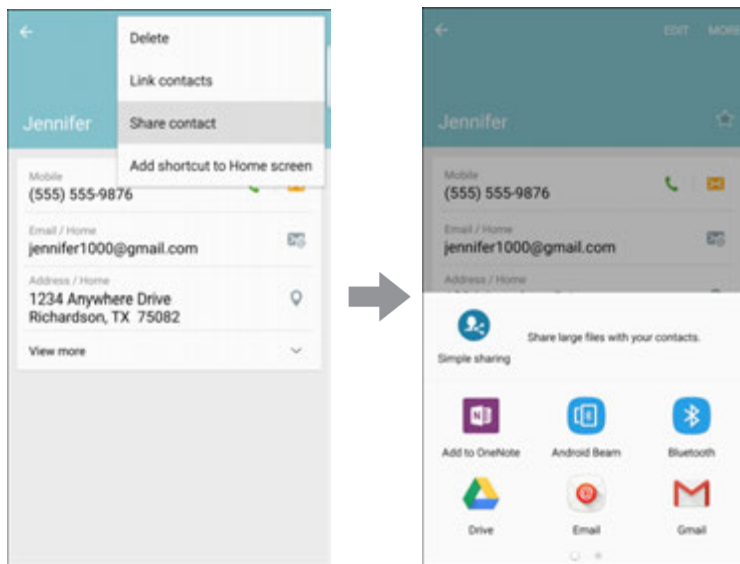 Delete
Link contacts
Jennifer
Share contact
Add shortcut to Home screen
Mobile
(555) 555-9876
Email / Home
jennifer1000@gmail.com
Address / Home
1234 Anywhere Drive
Richardson, TX 75082
View more
EDIT MORE
Jennifer
Mobile
(555) 555-9876
Email / Home
jennifer1000@gmail.com
Address / Home
Share large files with your contacts.
Simple sharing
Add to OneNote Android Beam Bluetooth
Drive Email Gmail